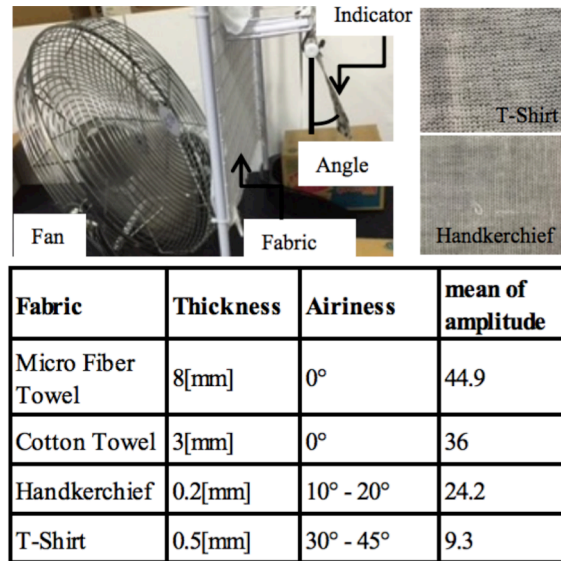 Indicator
T-Shirt
Angle
Handkerchief
Fan
Fabric
Fabric Thickness Airiness mean of
amplitude
Micro Fiber
Towel 8[mm] 0° 44.9
Cotton Towel 3[mm] 0° 36
Handkerchief 0.2[mm] 10° - 20° 24.2
T-Shirt 0.5[mm] 30° - 45° 9.3